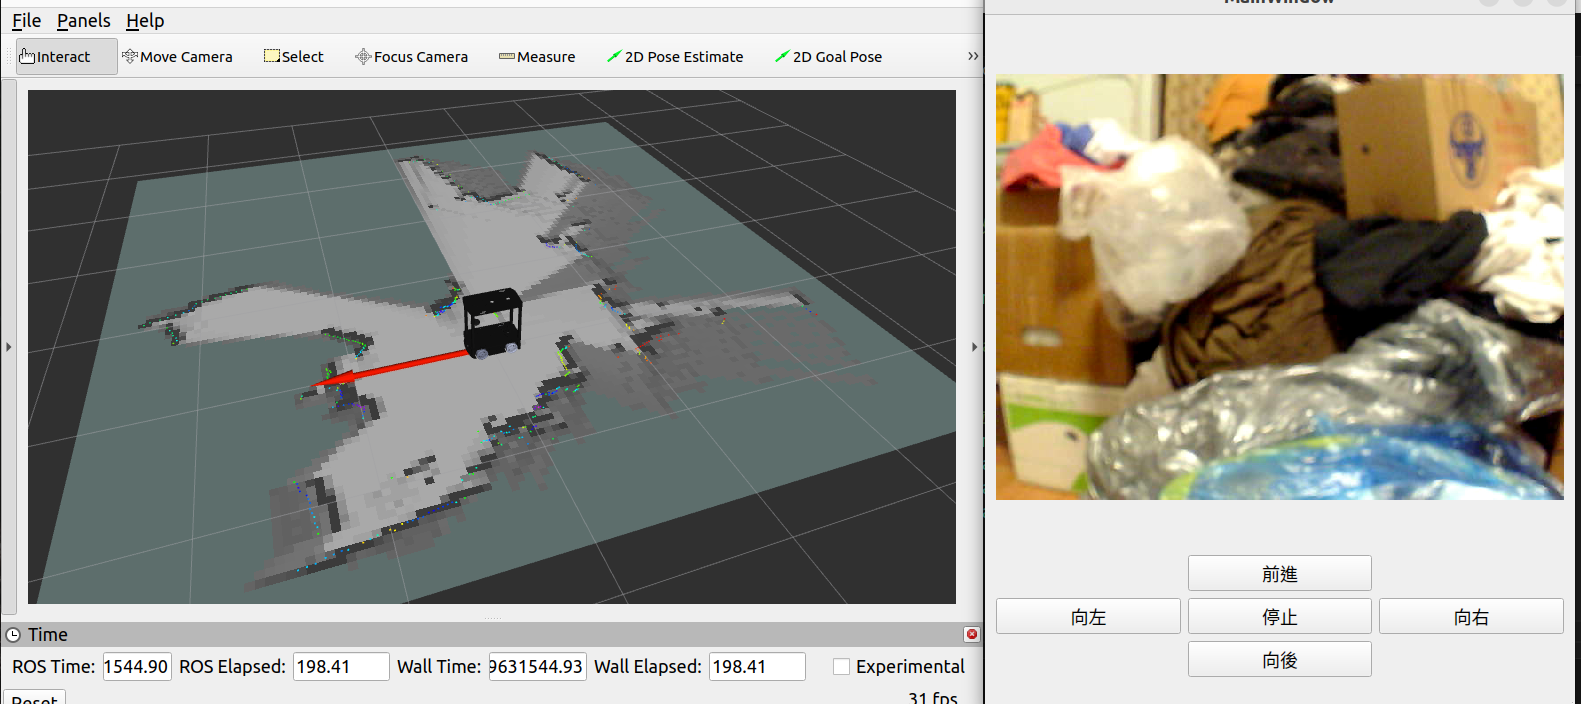 MainWindow
File Panels Help
Interact Move Camera Select Focus Camera Measure 2D Pose Estimate 2D Goal Pose »
Time
ROS Time: 1544.90 ROS Elapsed: 198.41 Wall Time: 9631544.93 Wall Elapsed: 198.41 Experimental
Reset 31 fps
前進
向左 停止 向右
向後